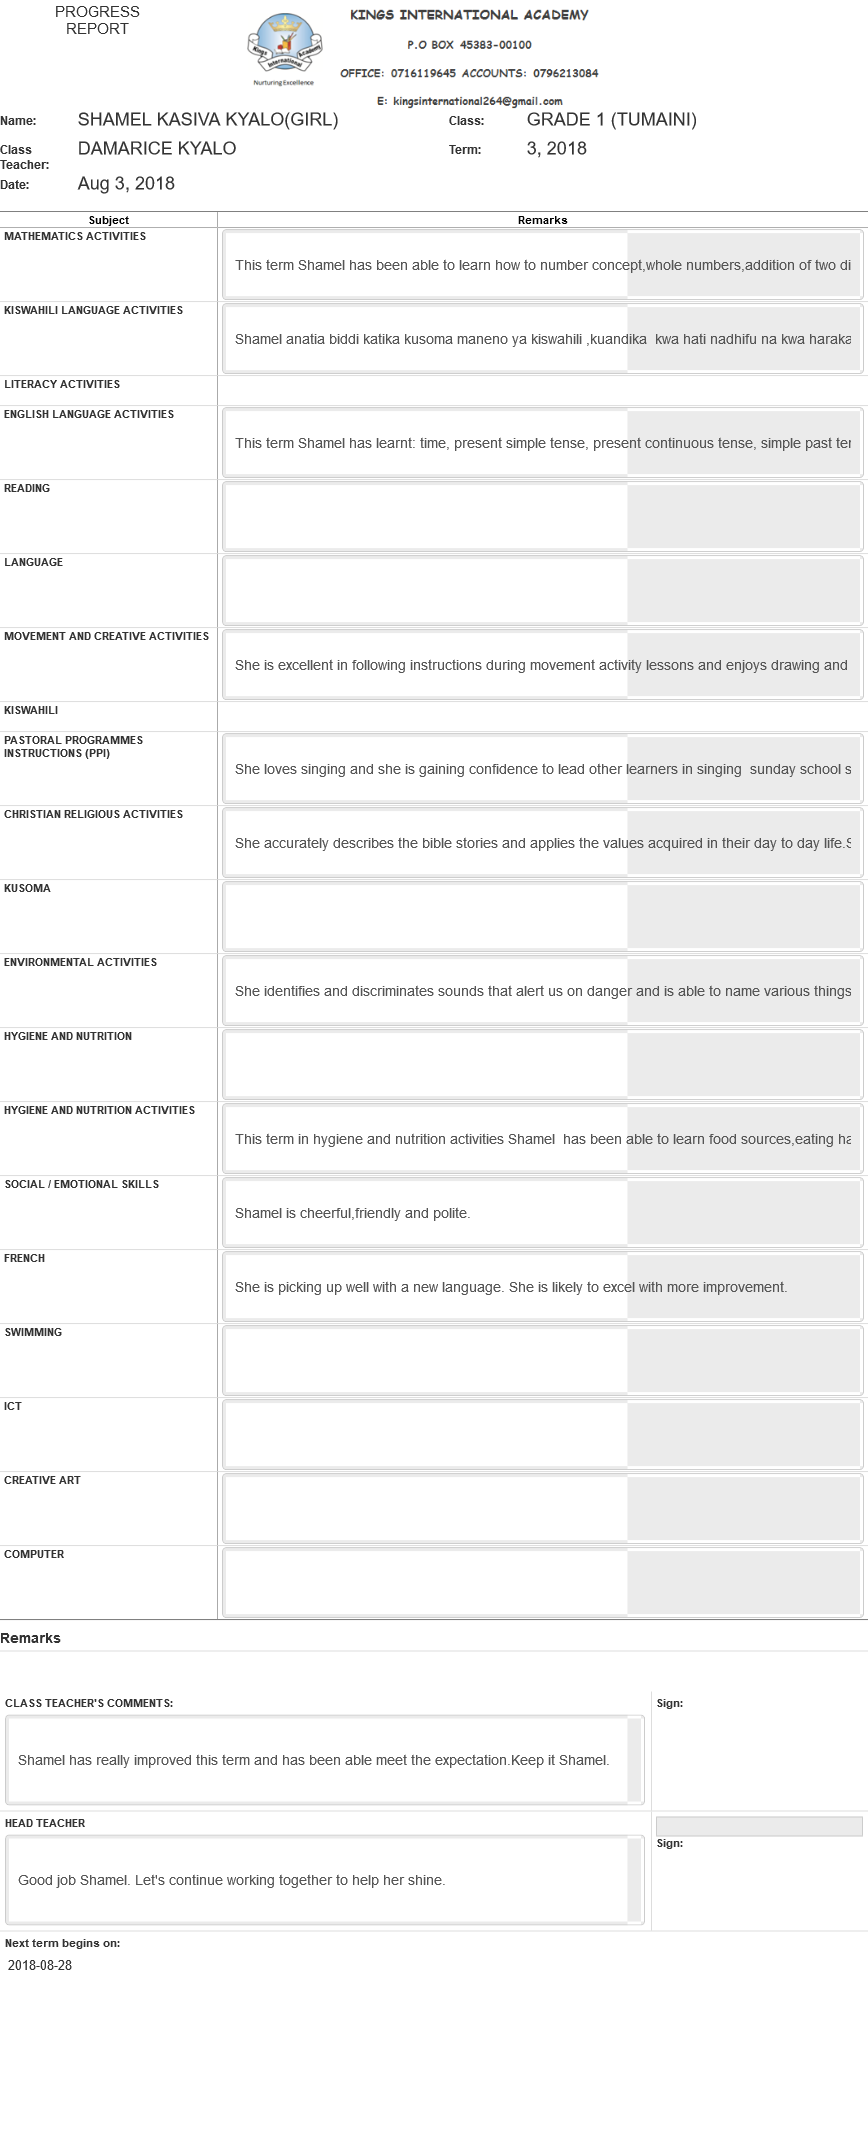 PROGRESS
REPORT
KINGS INTERNATIONAL ACADEMY
P.O BOX 45383-00100
OFFICE: 0716119645 ACCOUNTS: 0796213084
E: kingsinternational264@gmail.com
Kings International Academy
Nurturing Excellence
Name: SHAMEL KASIVA KYALO(GIRL) Class: GRADE 1 (TUMAINI)
Class Teacher: DAMARICE KYALO Term: 3, 2018
Date: Aug 3, 2018
Subject Remarks
MATHEMATICS ACTIVITIES
This term Shamel has been able to learn how to number concept,whole numbers,addition of two di
KISWAHILI LANGUAGE ACTIVITIES
Shamel anatia biddi katika kusoma maneno ya kiswahili ,kuandika kwa hati nadhifu na kwa haraka
LITERACY ACTIVITIES
ENGLISH LANGUAGE ACTIVITIES
This term Shamel has learnt: time, present simple tense, present continuous tense, simple past ter
READING
LANGUAGE
MOVEMENT AND CREATIVE ACTIVITIES
She is excellent in following instructions during movement activity lessons and enjoys drawing and
KISWAHILI
PASTORAL PROGRAMMES
INSTRUCTIONS (PPI)
She loves singing and she is gaining confidence to lead other learners in singing sunday school s
CHRISTIAN RELIGIOUS ACTIVITIES
She accurately describes the bible stories and applies the values acquired in their day to day life.S
KUSOMA
ENVIRONMENTAL ACTIVITIES
She identifies and discriminates sounds that alert us on danger and is able to name various things
HYGIENE AND NUTRITION
HYGIENE AND NUTRITION ACTIVITIES
This term in hygiene and nutrition activities Shamel has been able to learn food sources,eating ha
SOCIAL / EMOTIONAL SKILLS
Shamel is cheerful,friendly and polite.
FRENCH
She is picking up well with a new language. She is likely to excel with more improvement.
SWIMMING
ICT
CREATIVE ART
COMPUTER
Remarks
CLASS TEACHER'S COMMENTS: Sign:
Shamel has really improved this term and has been able meet the expectation.Keep it Shamel.
HEAD TEACHER
Sign:
Good job Shamel. Let's continue working together to help her shine.
Next term begins on:
2018-08-28